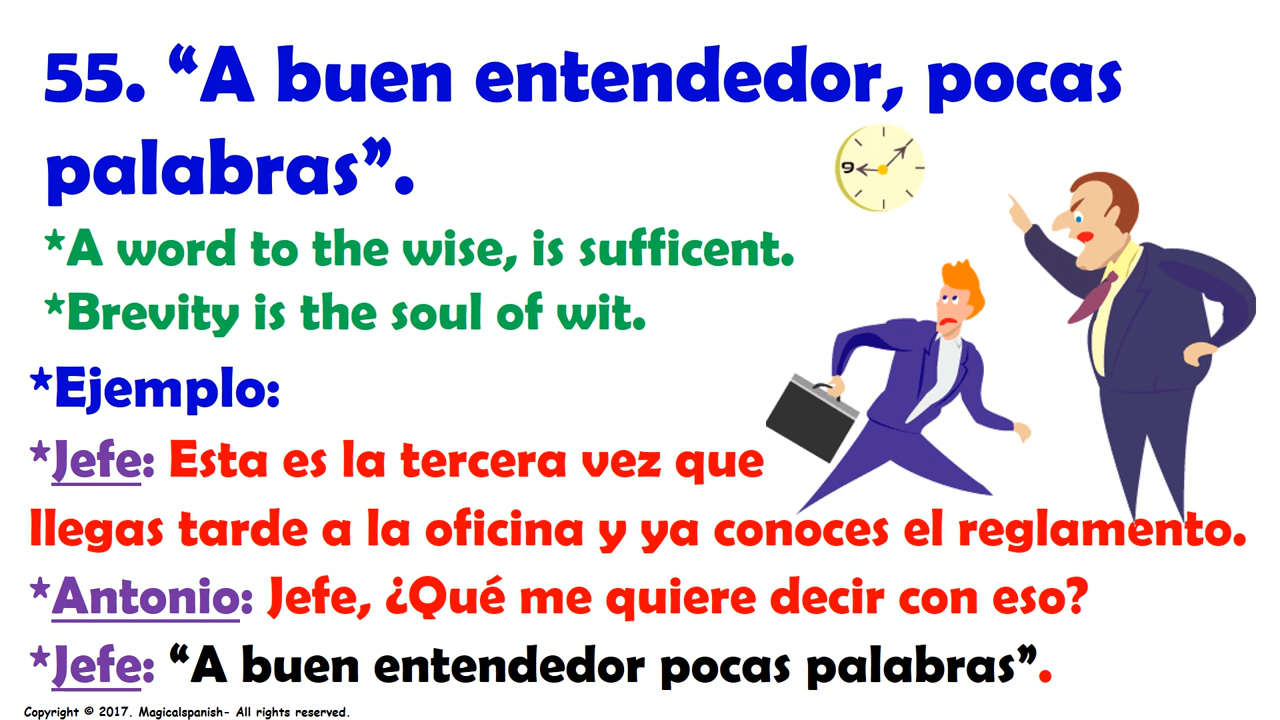 55. “A buen entendedor, pocas
palabras”.
9
*A word to the wise, is sufficent.
*Brevity is the soul of wit.
*Ejemplo:
*Jefe: Esta es la tercera vez que
llegas tarde a la oficina y ya conoces el reglamento.
*Antonio: Jefe, ¿Qué me quiere decir con eso?
*Jefe: “A buen entendedor pocas palabras”.
Copyright © 2017. Magicalspanish- All rights reserved.